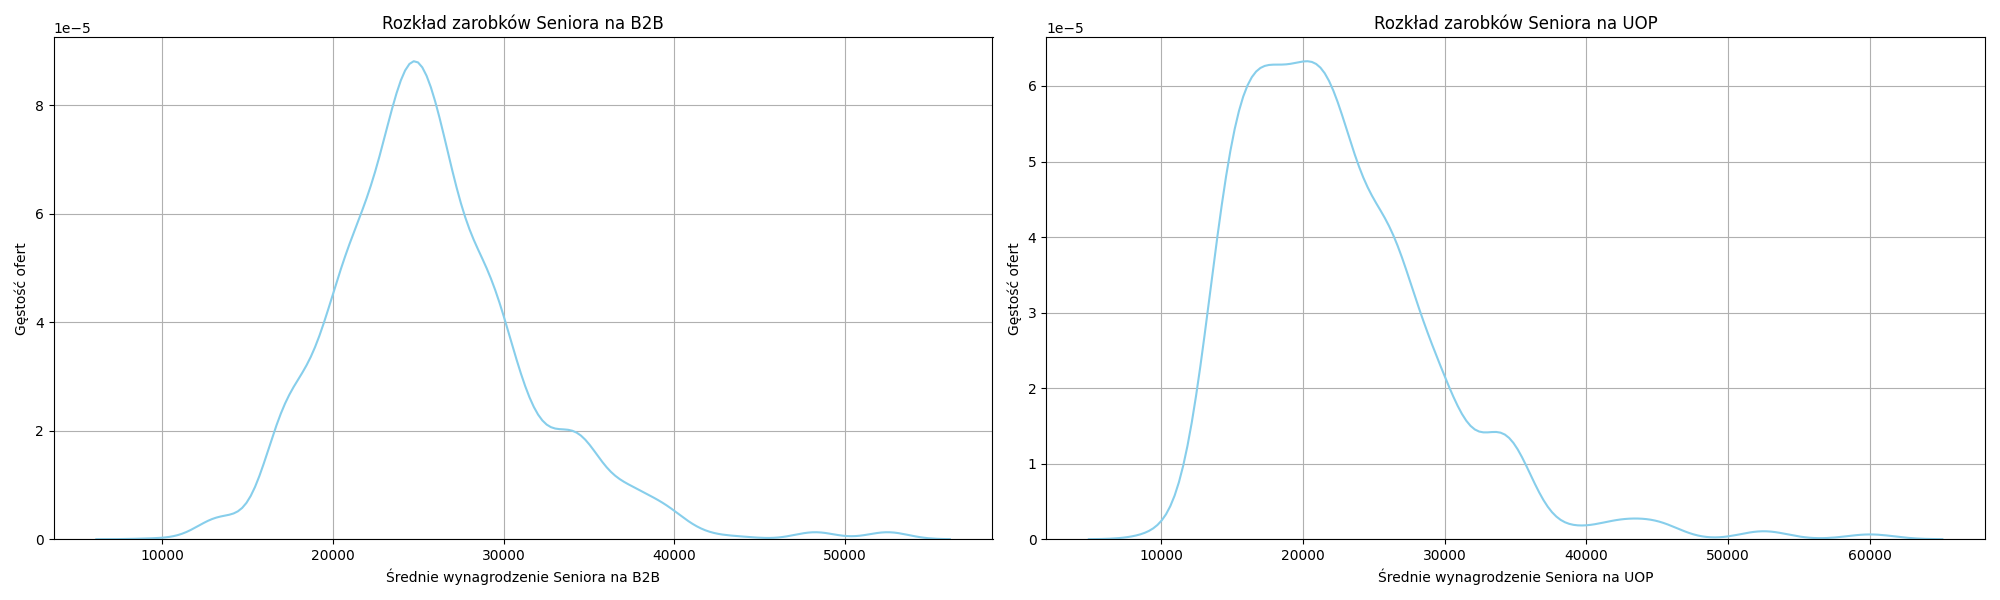 Rozkład zarobków Seniora na B2B
1e−5
8
6
4
2
0
10000 20000 30000 40000 50000
Gęstość ofert
Średnie wynagrodzenie Seniora na B2B
Rozkład zarobków Seniora na UOP
1e−5
6
5
4
3
2
1
0
10000 20000 30000 40000 50000 60000
Gęstość ofert
Średnie wynagrodzenie Seniora na UOP